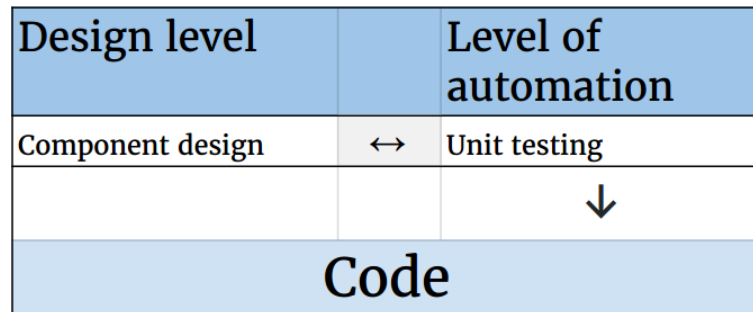 Design level
Level of
automation
Component design ↔ Unit testing
↓
Code